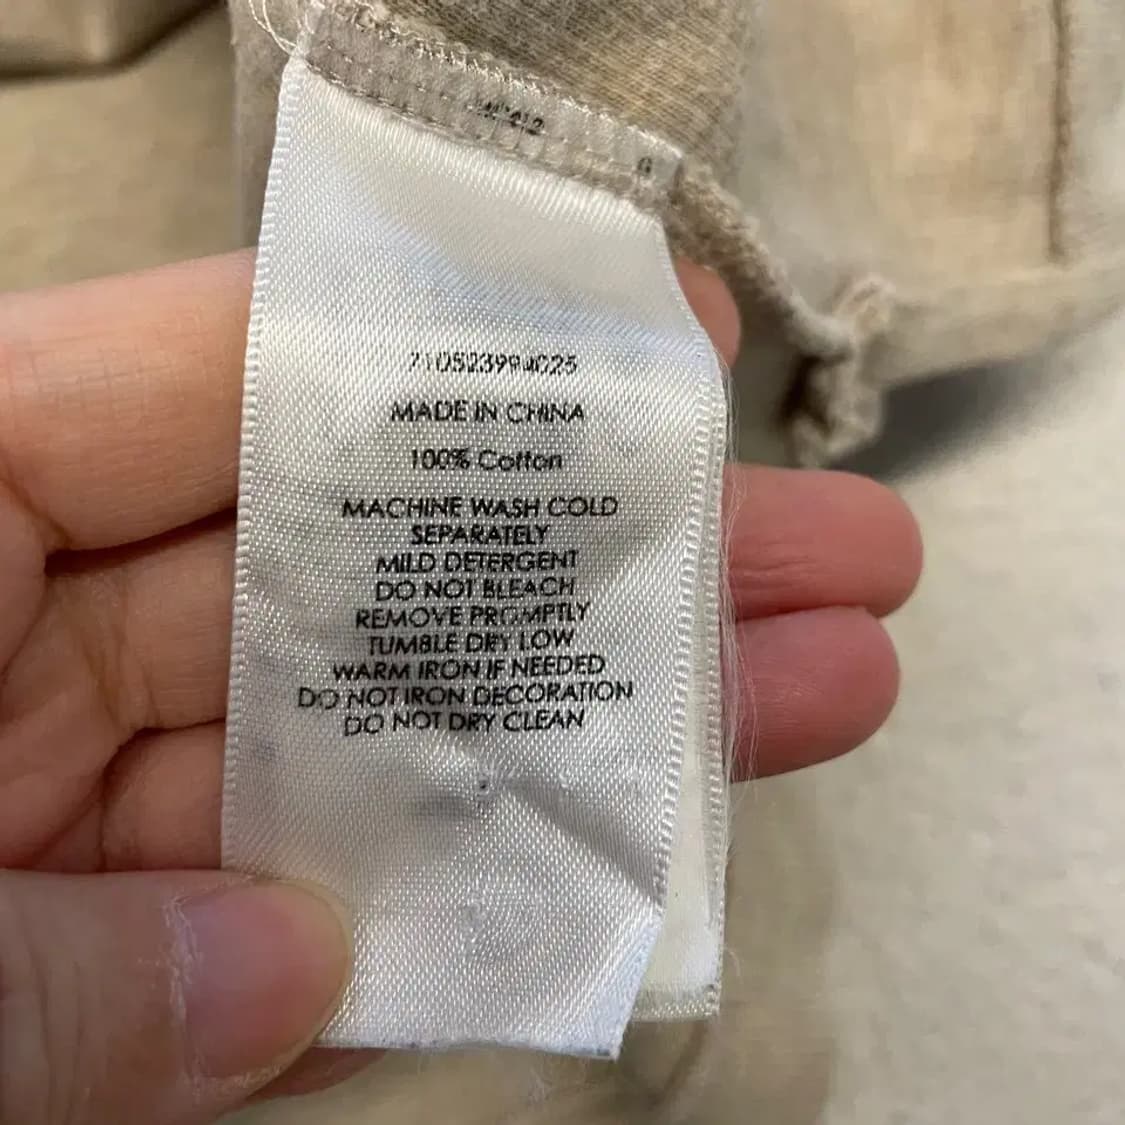 710523994025
MADE IN CHINA
100% Cotton
MACHINE WASH COLD
SEPARATELY
MILD DETERGENT
DO NOT BLEACH
REMOVE PROMPTLY
TUMBLE DRY LOW
WARM IRON IF NEEDED
DO NOT IRON DECORATION
DO NOT DRY CLEAN